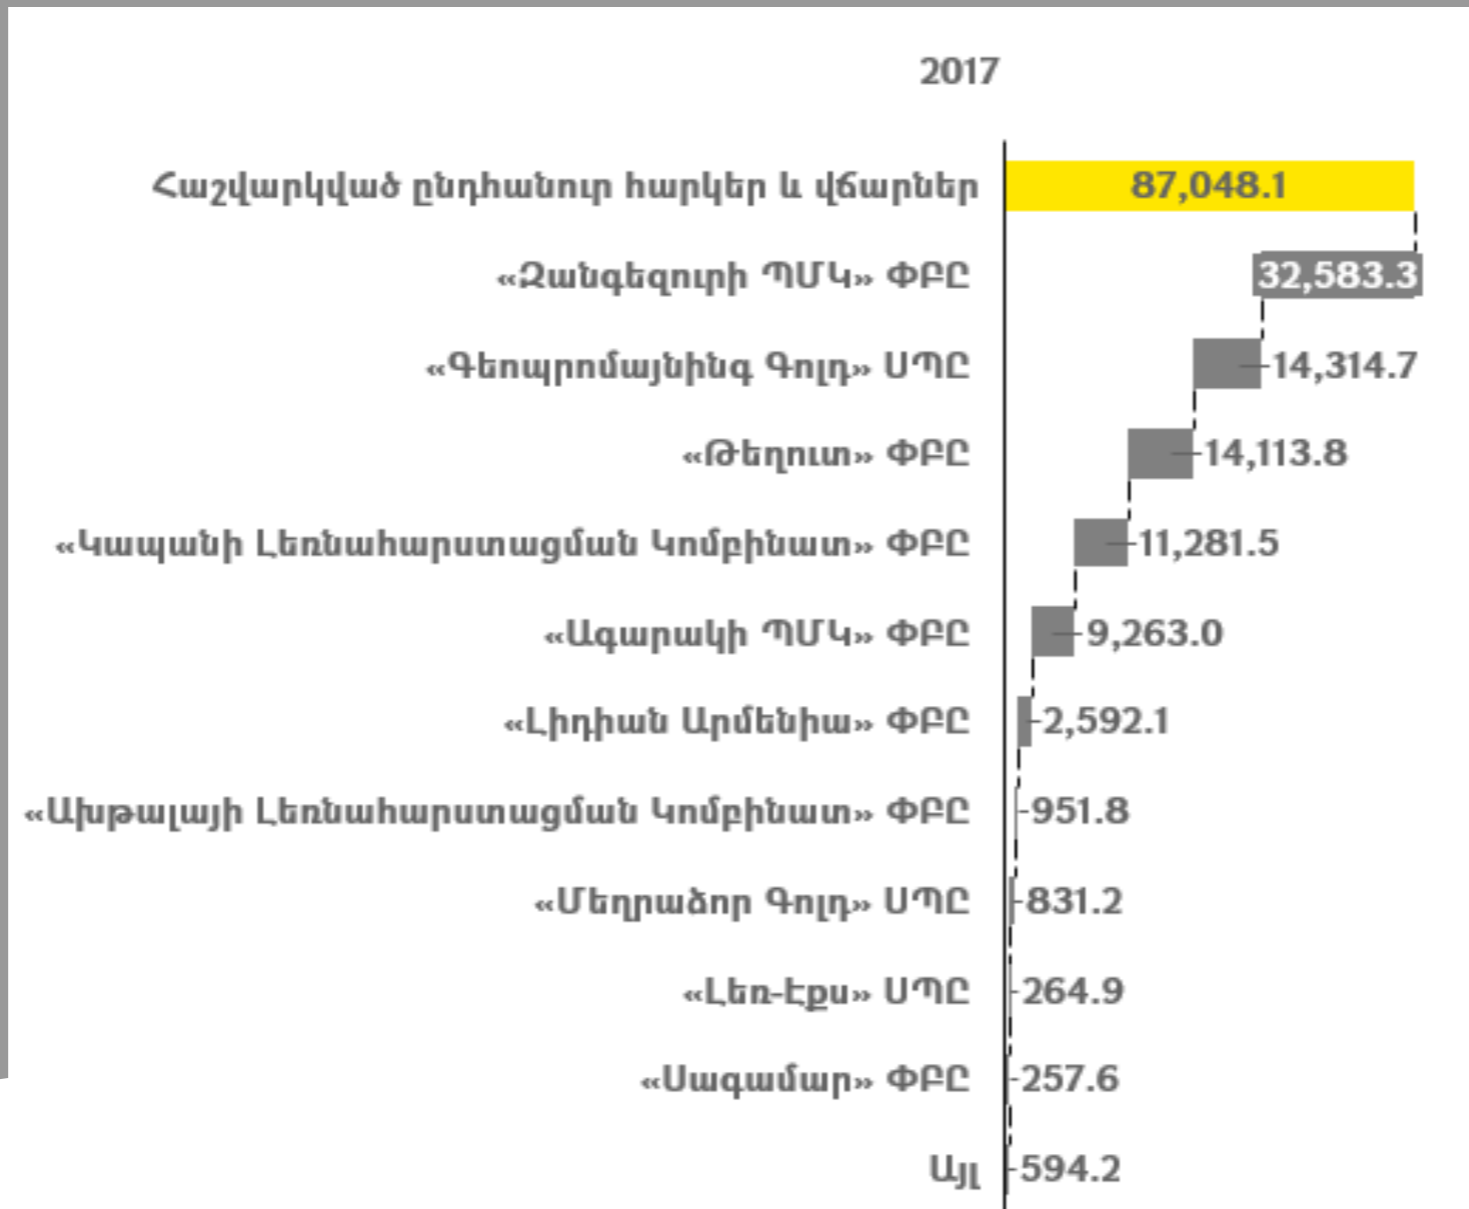 2017
Հաշվարկված ընդհանուր հարկեր և վճարներ 87,048.1
«Զանգեզուրի ՊՄԿ» ՓԲԸ 32,583.3
«Գեոպրոմայնինգ Գոլդ» ՍՊԸ 14,314.7
«Թեղուտ» ՓԲԸ 14,113.8
«Կապանի Լեռնահարստացման Կոմբինատ» ՓԲԸ 11,281.5
«Ագարակի ՊՄԿ» ՓԲԸ 9,263.0
«Լիդիան Արմենիա» ՓԲԸ 2,592.1
«Ախթալայի Լեռնահարստացման Կոմբինատ» ՓԲԸ 951.8
«Մեղրաձոր Գոլդ» ՍՊԸ 831.2
«Լեռ-Էքս» ՍՊԸ 264.9
«Սագամար» ՓԲԸ 257.6
Այլ 594.2